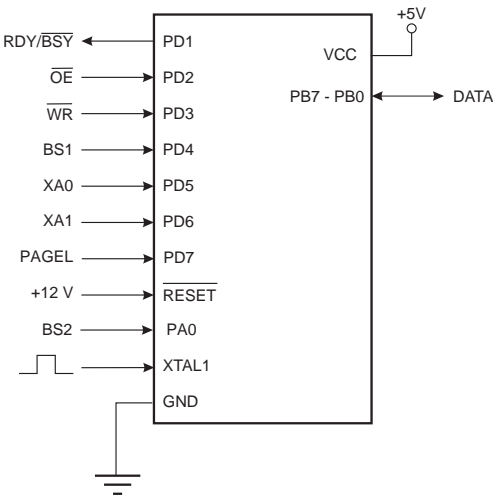 +5V
RDY/BSY PD1
VCC
OE PD2
PB7 - PB0 DATA
WR PD3
BS1 PD4
XA0 PD5
XA1 PD6
PAGEL PD7
+12 V RESET
BS2 PA0
XTAL1
GND